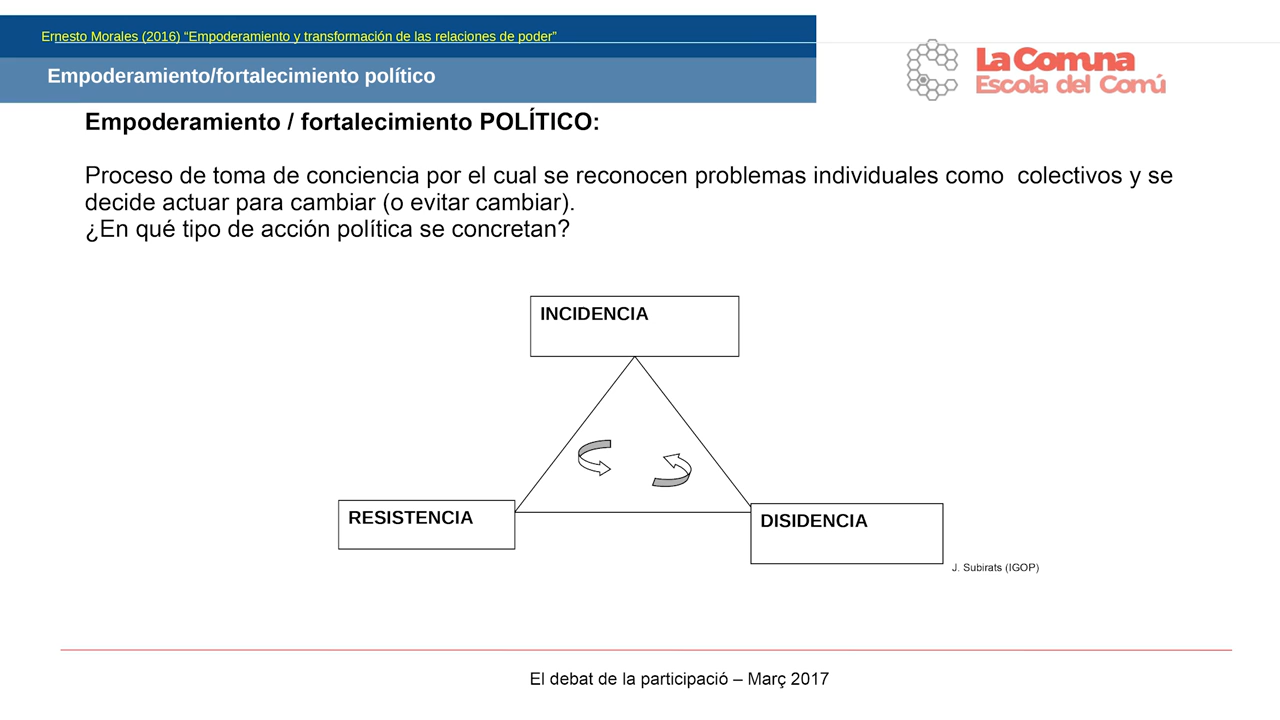 Ernesto Morales (2016) “Empoderamiento y transformación de las relaciones de poder”
Empoderamiento/fortalecimiento político
La Comuna
Escola del Comú
Empoderamiento / fortalecimiento POLÍTICO:
Proceso de toma de conciencia por el cual se reconocen problemas individuales como  colectivos y se
decide actuar para cambiar (o evitar cambiar).
¿En qué tipo de acción política se concretan?
INCIDENCIA
RESISTENCIA
DISIDENCIA
J. Subirats (IGOP)
El debat de la participació – Març 2017